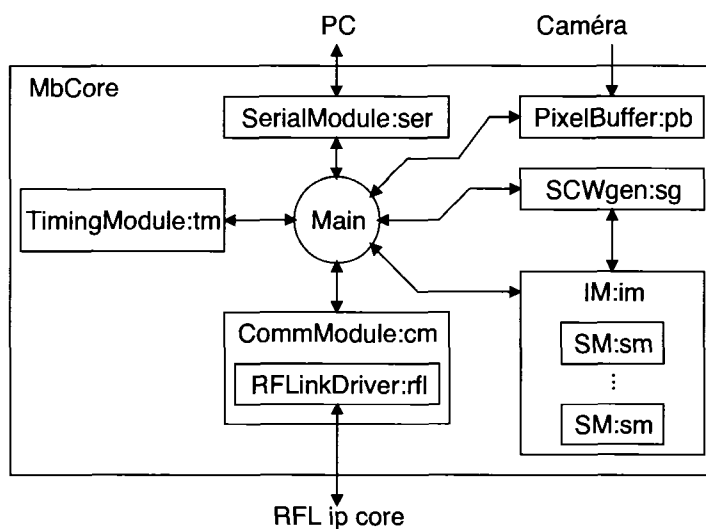 PC
Caméra
MbCore
SerialModule:ser
PixelBuffer:pb
SCWgen:sg
TimingModule:tm
Main
IM:im
CommModule:cm
SM:sm
RFLinkDriver:rfl
⋮
SM:sm
RFL ip core